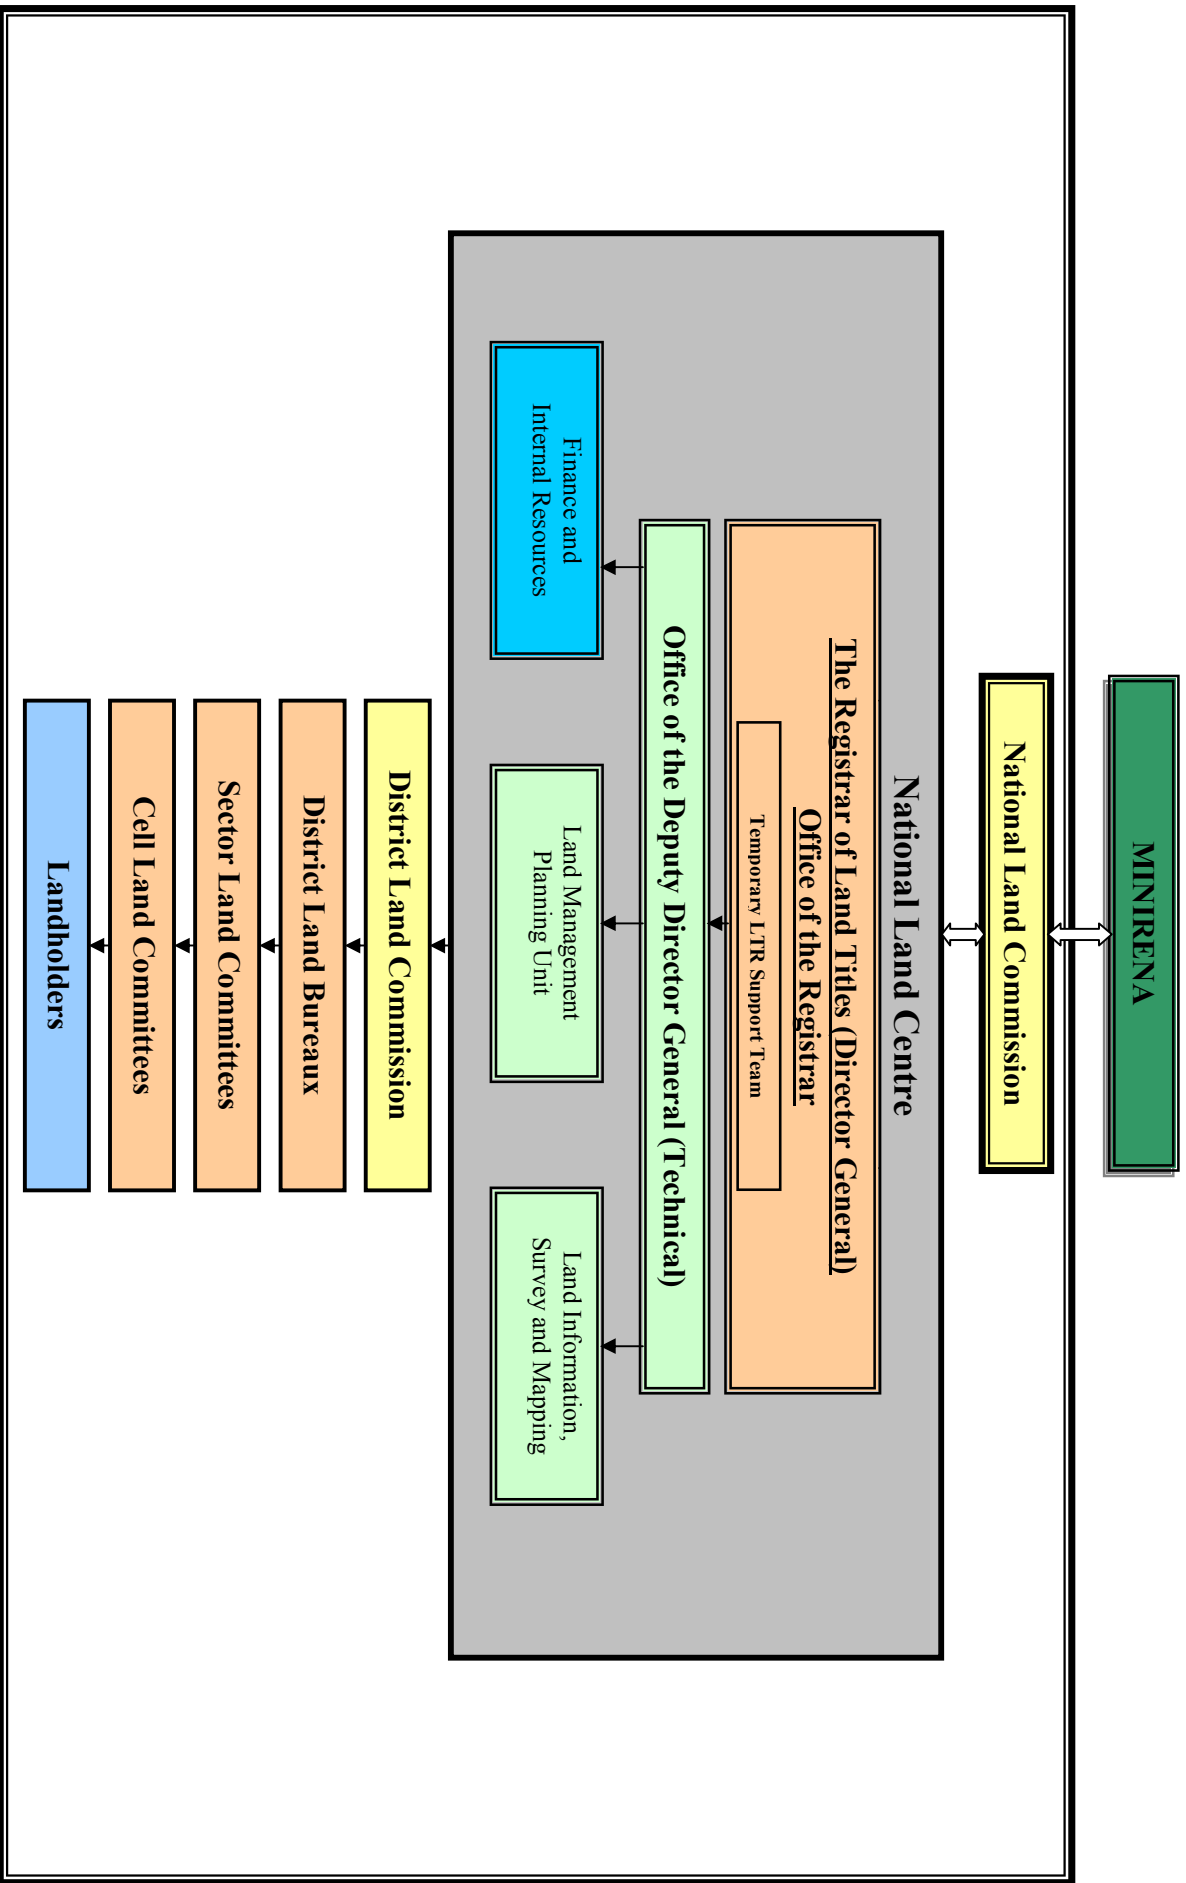 MINIRENA
National Land Commission
National Land Centre
The Registrar of Land Titles (Director General)
Office of the Registrar
Temporary LTR Support Team
Office of the Deputy Director General (Technical)
Finance and
Internal Resources
Land Management
Planning Unit
Land Information,
Survey and Mapping
District Land Commission
District Land Bureaux
Sector Land Committees
Cell Land Committees
Landholders